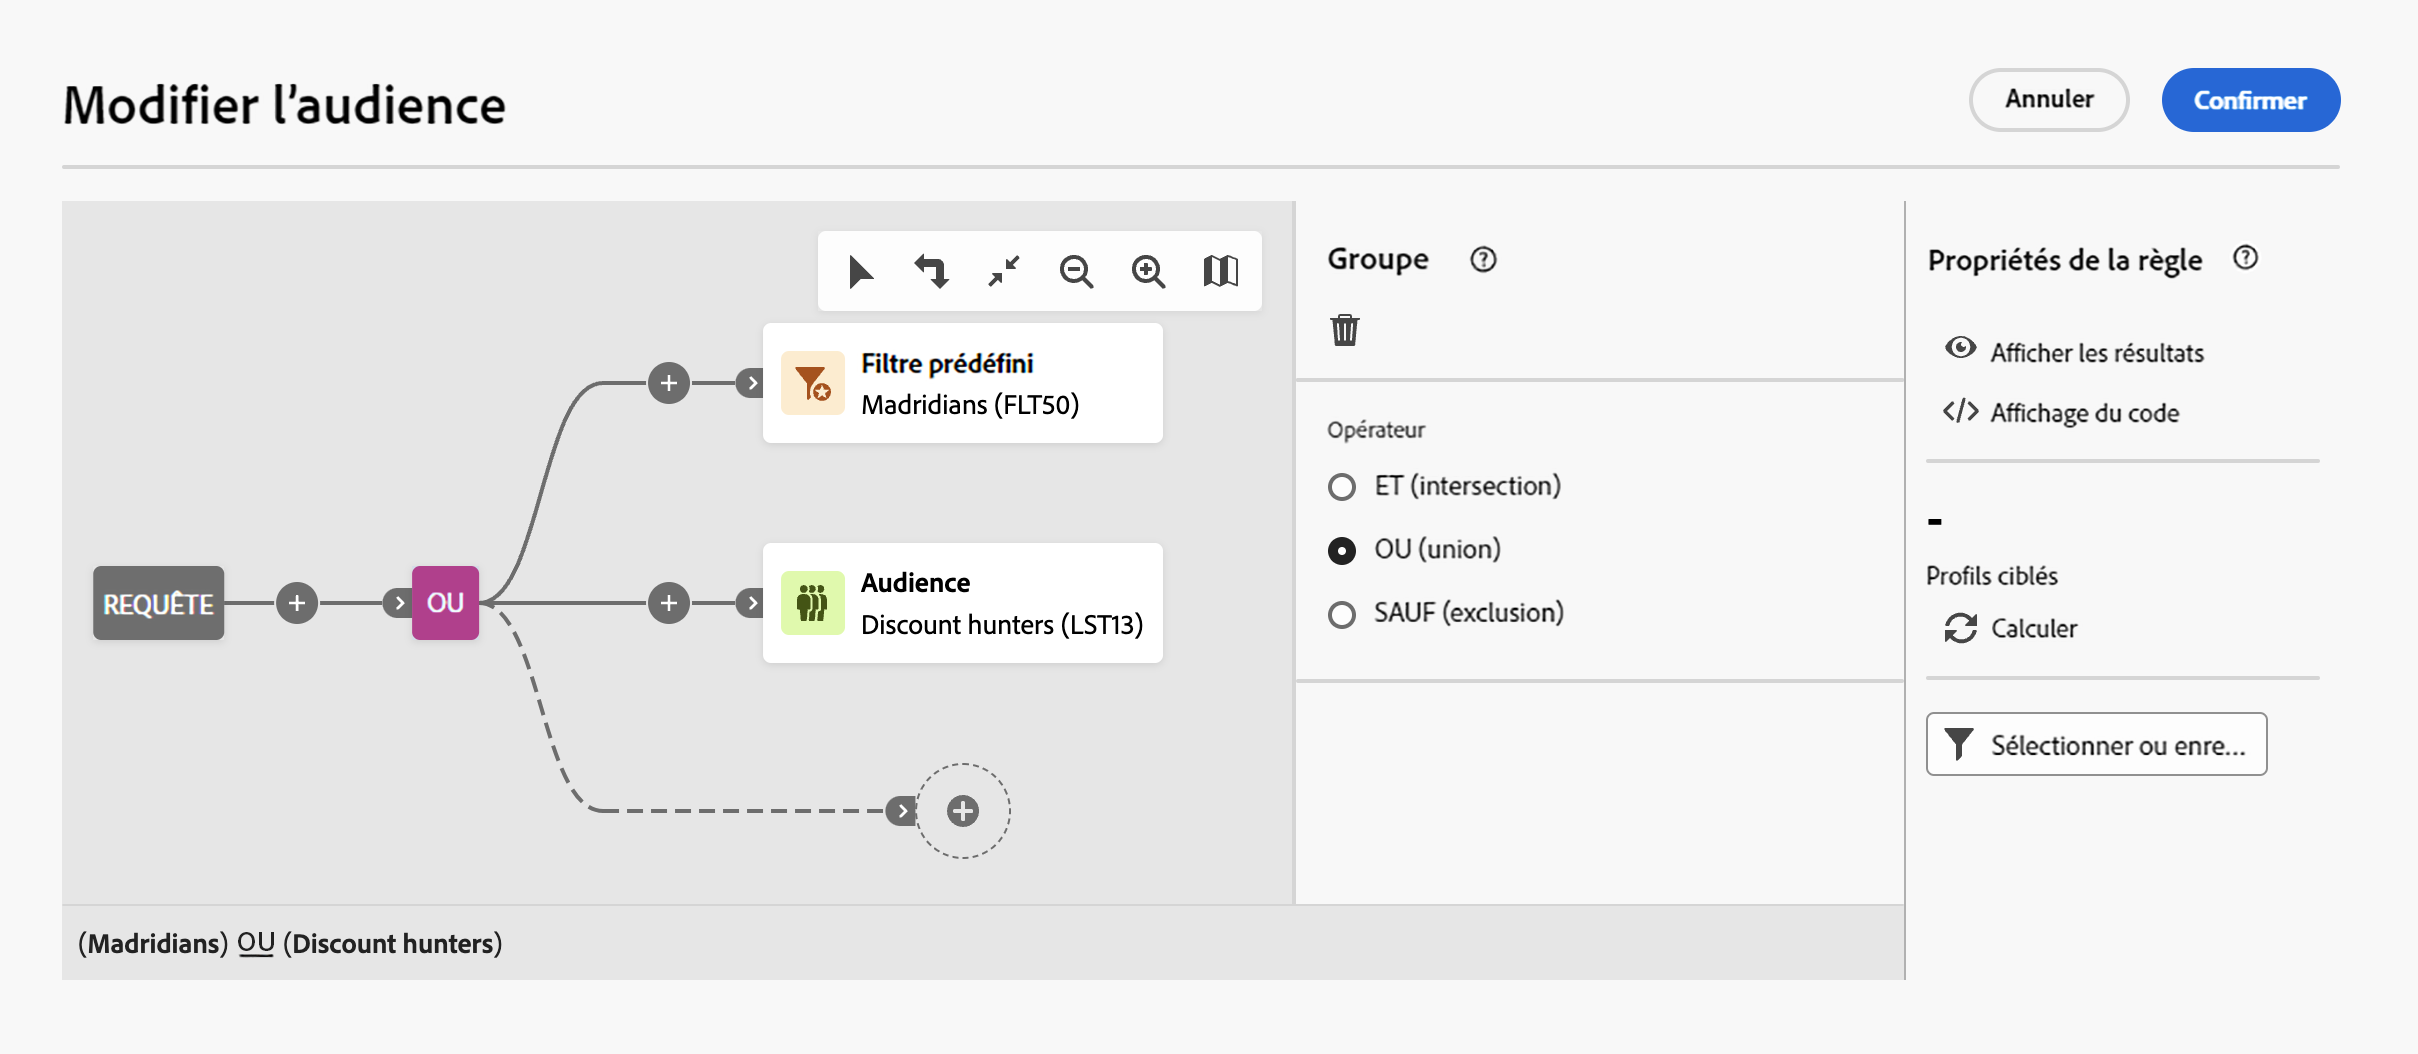 Modifier l’audience
Annuler
Confirmer
Filtre prédéfini
Madridians (FLT50)
REQUÊTE
OU
Audience
Discount hunters (LST13)
(Madridians) OU (Discount hunters)
Groupe
Opérateur
ET (intersection)
OU (union)
SAUF (exclusion)
Propriétés de la règle
Afficher les résultats
Affichage du code
-
Profils ciblés
Calculer
Sélectionner ou enre...